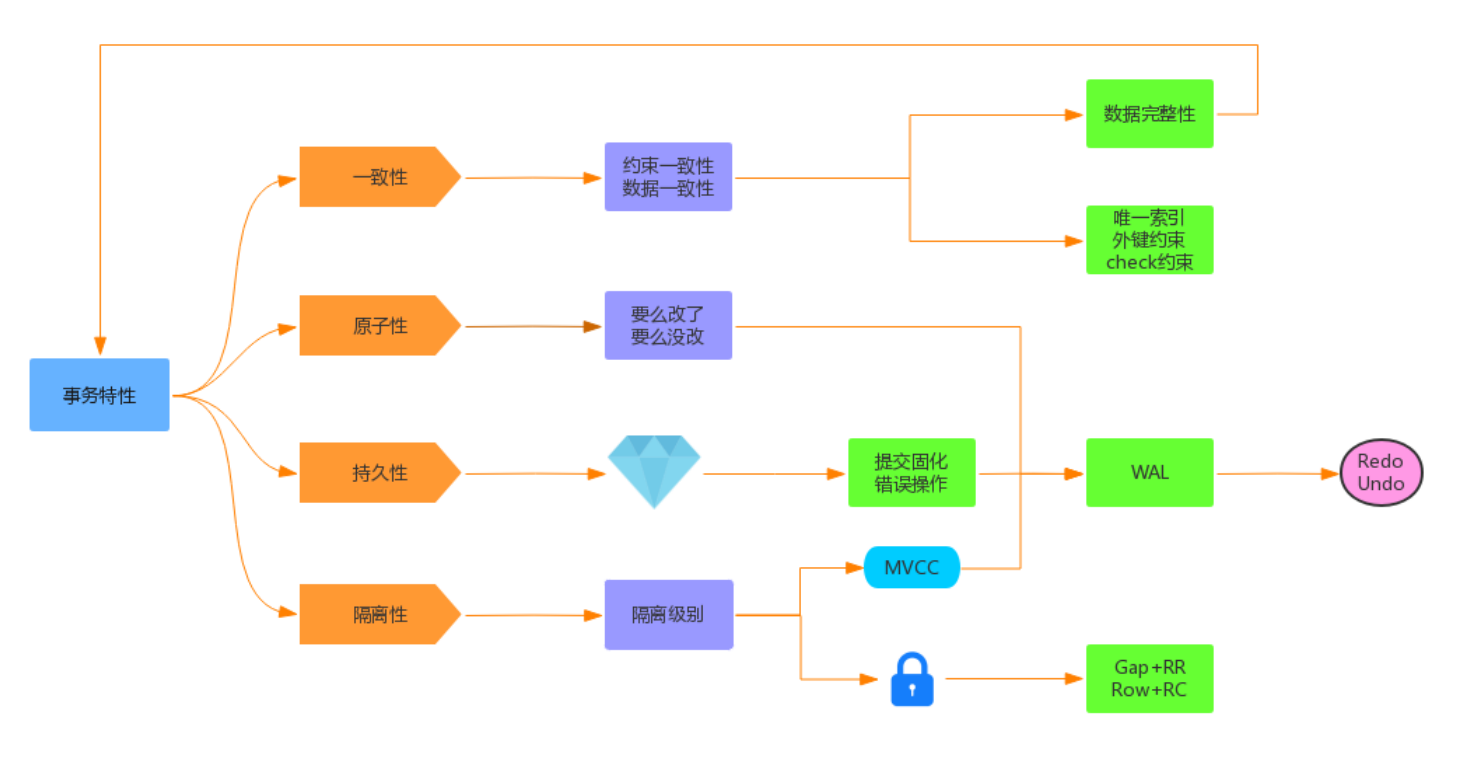 数据完整性
一致性
约束一致性
数据一致性
唯一索引
外键约束
check约束
原子性
要么改了
要么没改
事务特性
持久性
提交固化
错误操作
WAL
Redo
Undo
MVCC
隔离性
隔离级别
Gap+RR
Row+RC